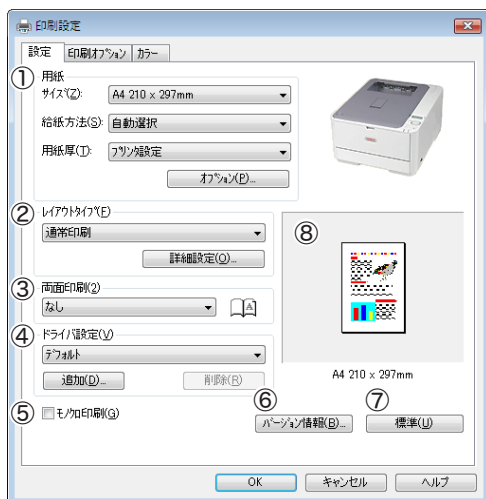 印刷設定
設定 印刷オプション カラー
① 用紙
サイズ(Z): A4 210 x 297mm
給紙方法(S): 自動選択
用紙厚(T): プリンタ設定
オプション(P)...
② レイアウトタイプ(F)
通常印刷
詳細設定(O)...
③ 両面印刷(2)
なし
A
④ ドライバ設定(V)
デフォルト
追加(D)... 削除(R)
⑤ モノクロ印刷(G)
⑧
A4 210 x 297mm
⑥ ⑦
バージョン情報(B)... 標準(U)
OK キャンセル ヘルプ